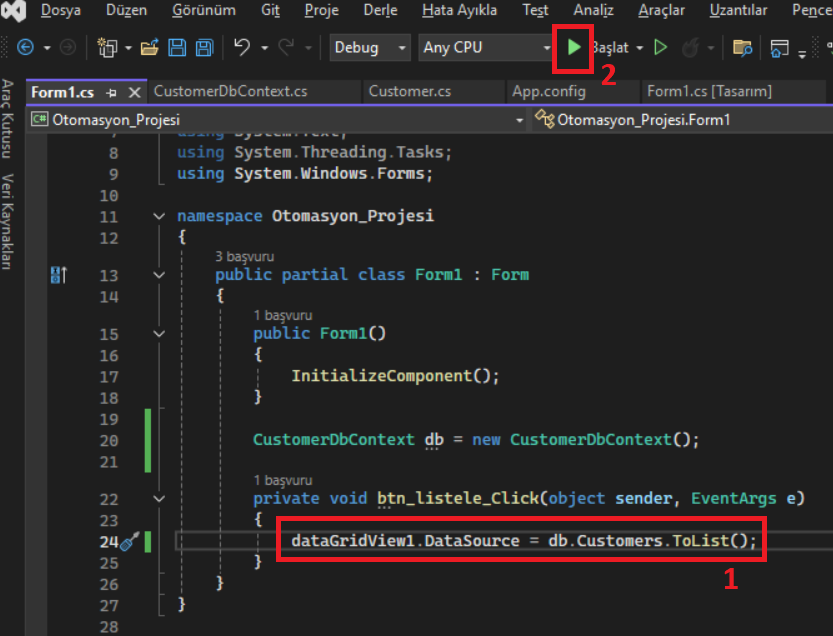 Dosya Düzen Görünüm Git Proje Derle Hata Ayıkla Test Analiz Araçlar Uzantılar Pence
Debug Any CPU Başlat
2
Form1.cs CustomerDbContext.cs Customer.cs App.config Form1.cs [Tasarım]
Araç Kutusu
Veri Kaynakları
C# Otomasyon_Projesi Otomasyon_Projesi.Form1
7 using System.Text;
8 using System.Threading.Tasks;
9 using System.Windows.Forms;
10
11 namespace Otomasyon_Projesi
12 {
3 başvuru
13 public partial class Form1 : Form
14 {
1 başvuru
15 public Form1()
16 {
17 InitializeComponent();
18 }
19
20 CustomerDbContext db = new CustomerDbContext();
21
1 başvuru
22 private void btn_listele_Click(object sender, EventArgs e)
23 {
24 dataGridView1.DataSource = db.Customers.ToList();
25 }
1
26 }
27 }
28